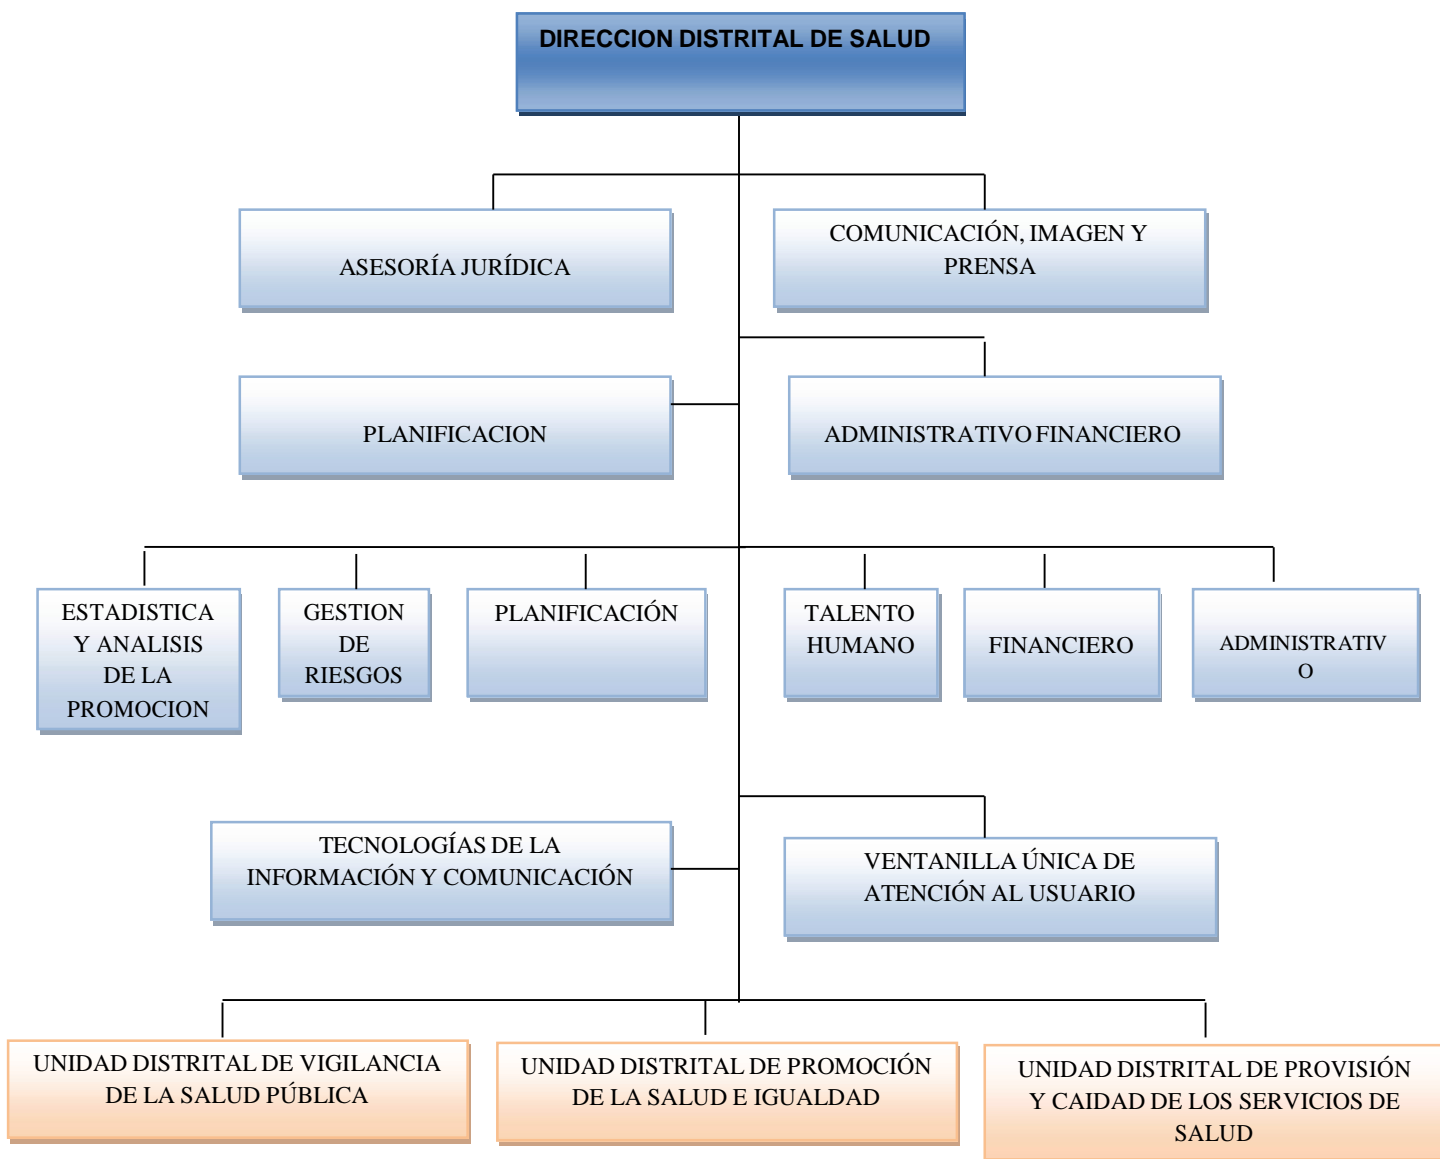 DIRECCION DISTRITAL DE SALUD
ASESORÍA JURÍDICA
COMUNICACIÓN, IMAGEN Y
PRENSA
PLANIFICACION
ADMINISTRATIVO FINANCIERO
ESTADISTICA
Y ANALISIS
DE LA
PROMOCION
GESTION
DE
RIESGOS
PLANIFICACIÓN
TALENTO
HUMANO
FINANCIERO
ADMINISTRATIV
O
TECNOLOGÍAS DE LA
INFORMACIÓN Y COMUNICACIÓN
VENTANILLA ÚNICA DE
ATENCIÓN AL USUARIO
UNIDAD DISTRITAL DE VIGILANCIA
DE LA SALUD PÚBLICA
UNIDAD DISTRITAL DE PROMOCIÓN
DE LA SALUD E IGUALDAD
UNIDAD DISTRITAL DE PROVISIÓN
Y CAIDAD DE LOS SERVICIOS DE
SALUD